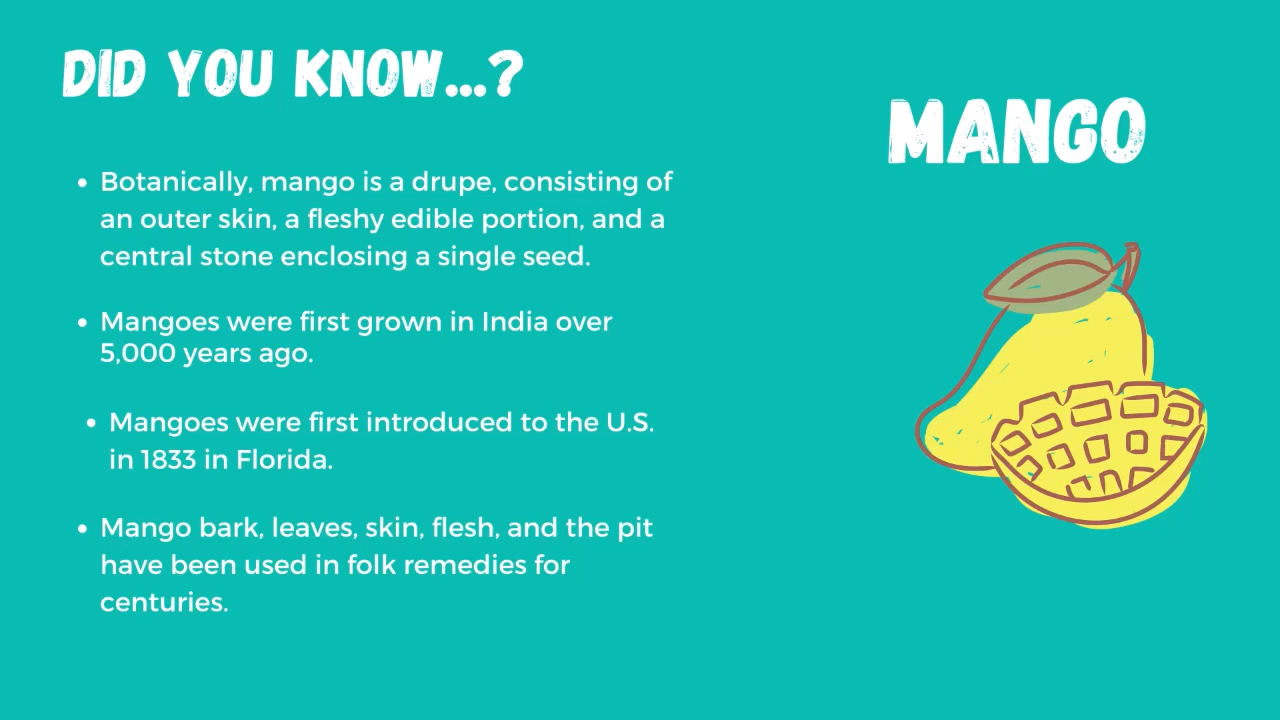 DID YOU KNOW...?
MANGO
• Botanically, mango is a drupe, consisting of
an outer skin, a fleshy edible portion, and a
central stone enclosing a single seed.
• Mangoes were first grown in India over
5,000 years ago.
• Mangoes were first introduced to the U.S.
in 1833 in Florida.
• Mango bark, leaves, skin, flesh, and the pit
have been used in folk remedies for
centuries.